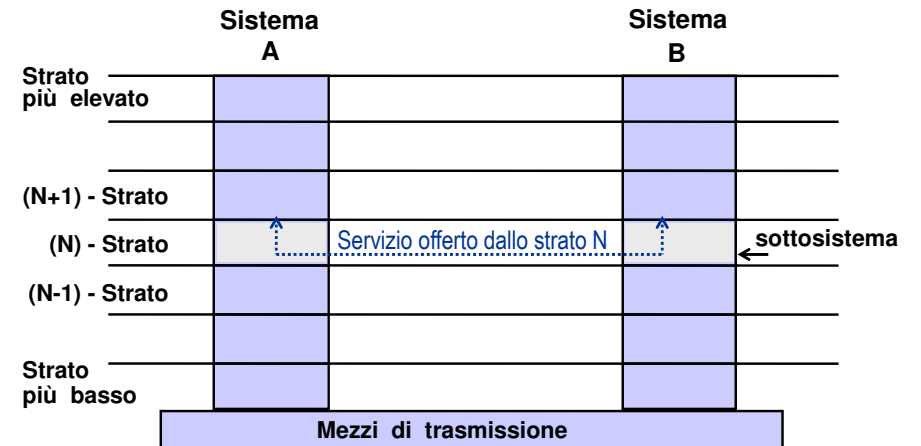 Sistema
A
Sistema
B
Strato
più elevato
(N+1) - Strato
(N) - Strato
Servizio offerto dallo strato N
sottosistema
(N-1) - Strato
Strato
più basso
Mezzi di trasmissione